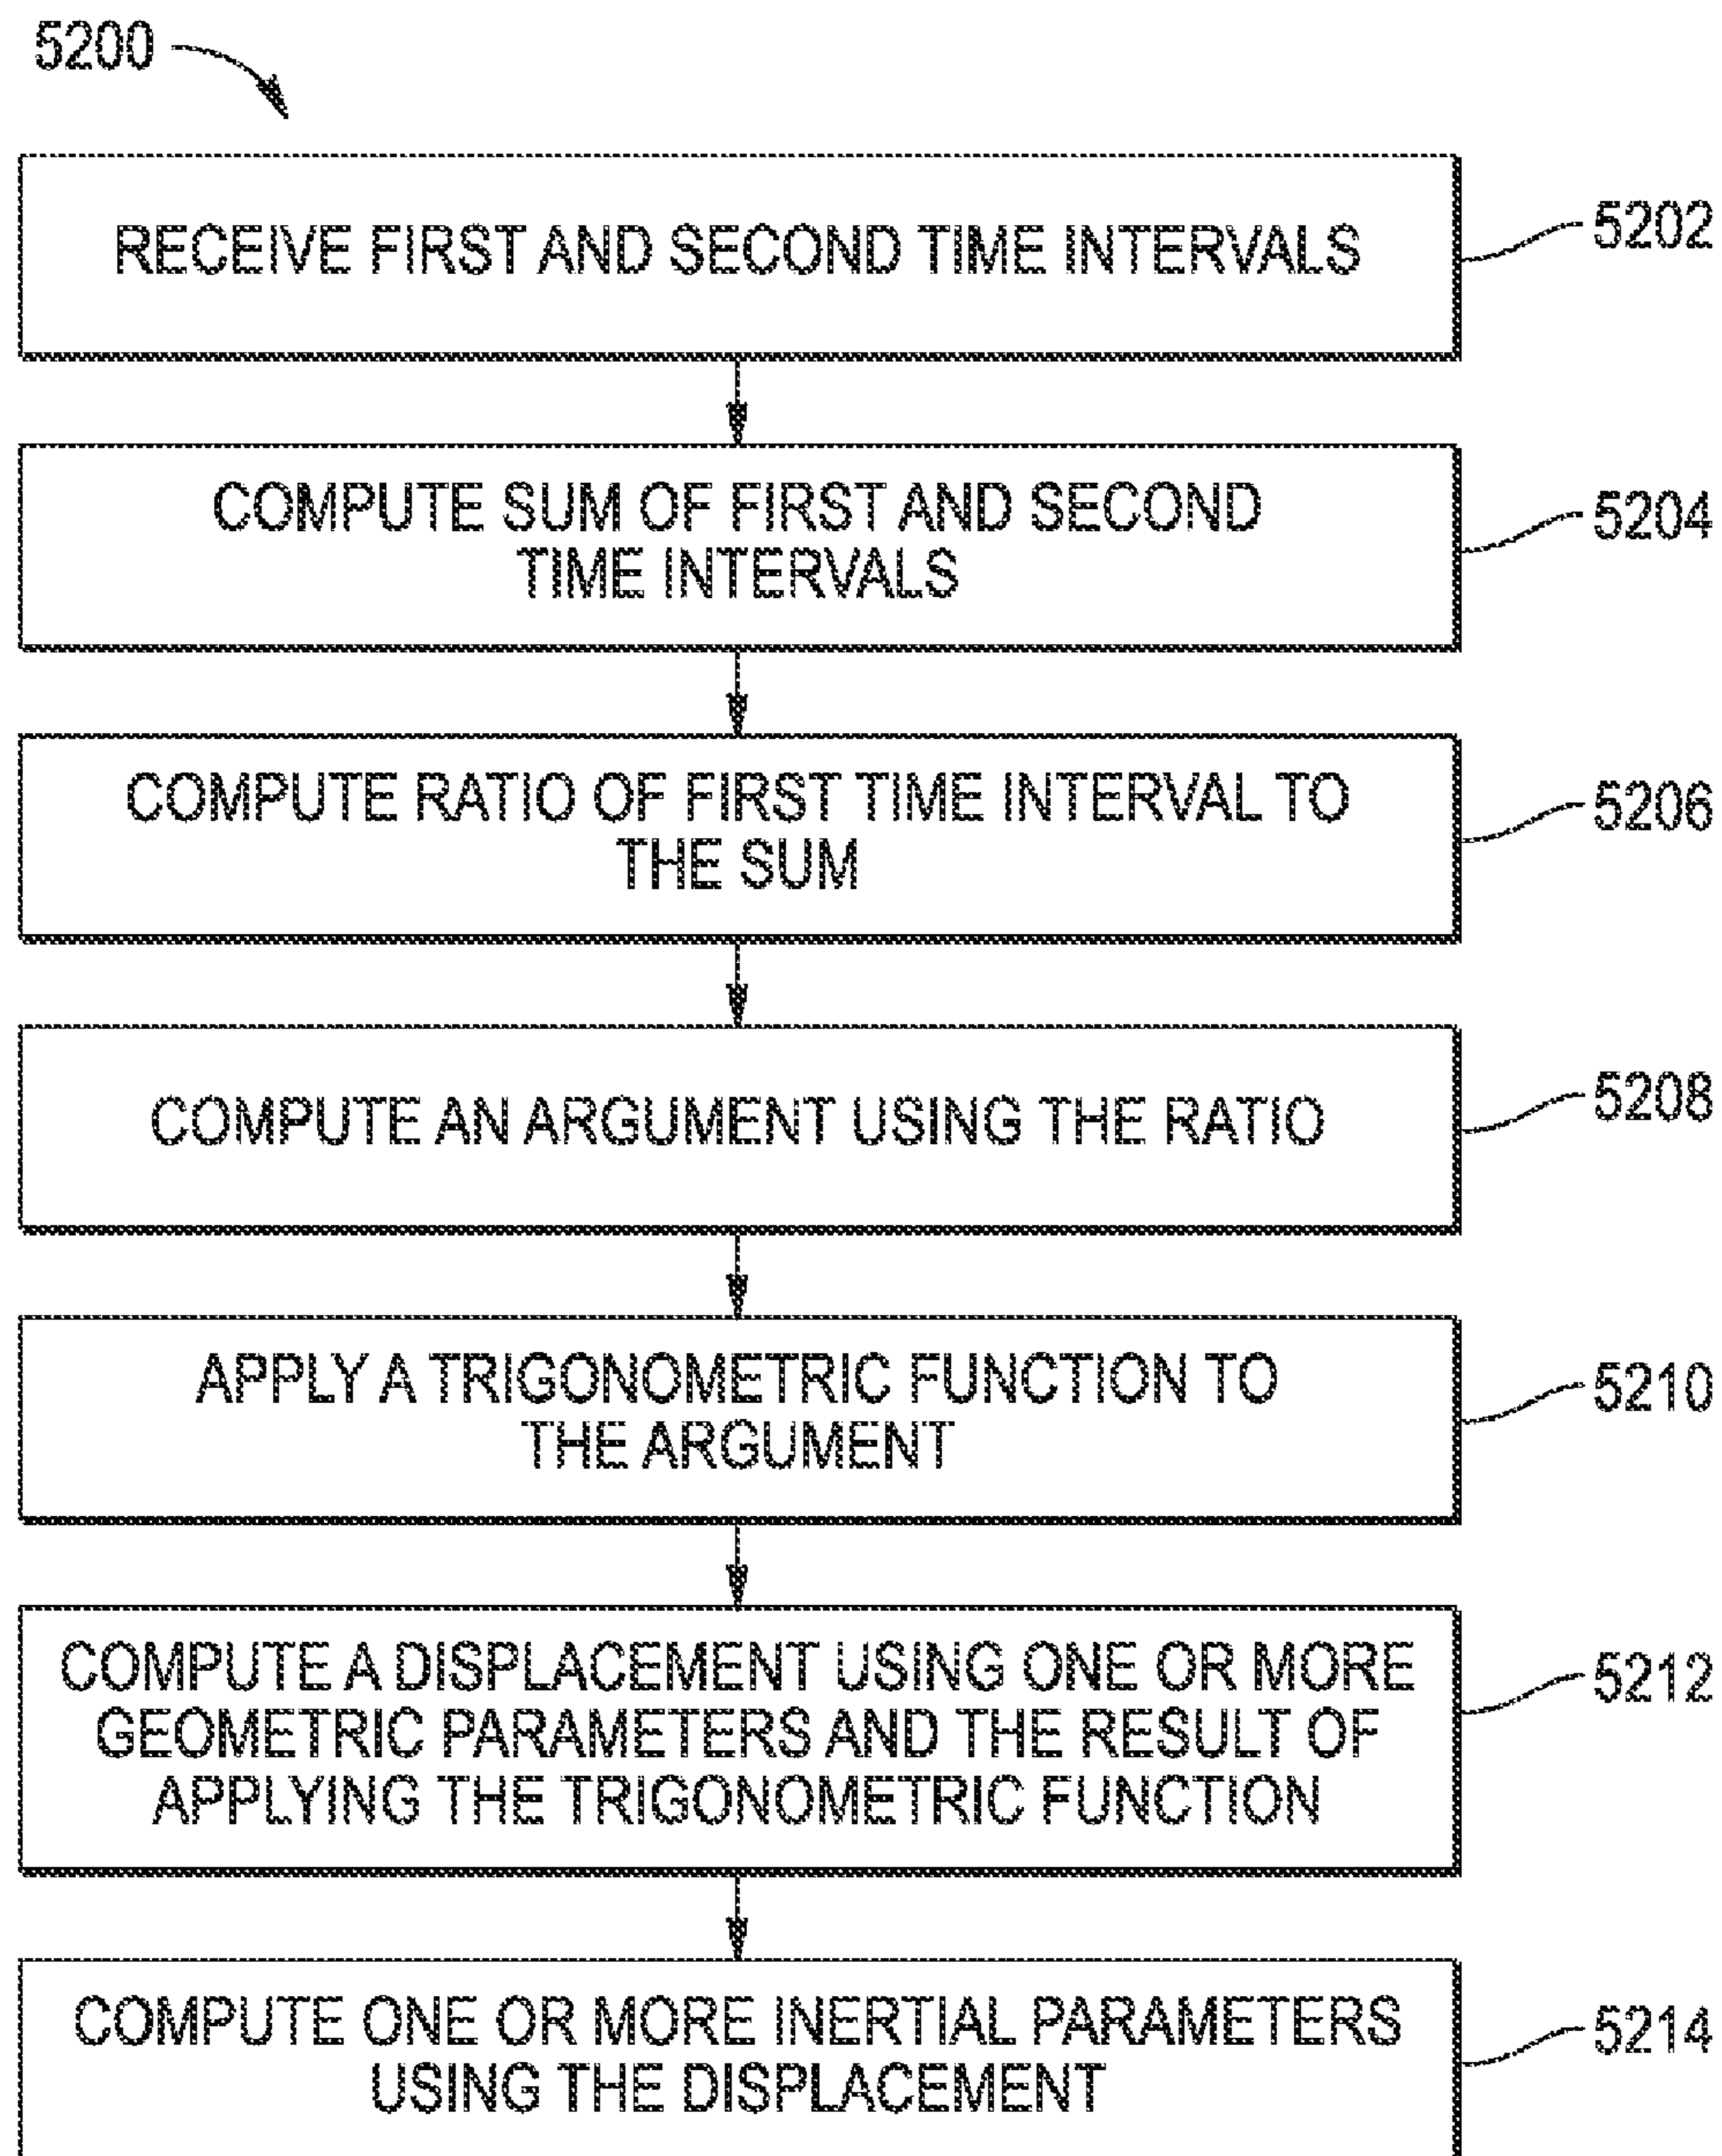 5200
RECEIVE FIRST AND SECOND TIME INTERVALS
5202
COMPUTE SUM OF FIRST AND SECOND
TIME INTERVALS
5204
COMPUTE RATIO OF FIRST TIME INTERVAL TO
THE SUM
5206
COMPUTE AN ARGUMENT USING THE RATIO
5208
APPLY A TRIGONOMETRIC FUNCTION TO
THE ARGUMENT
5210
COMPUTE A DISPLACEMENT USING ONE OR MORE
GEOMETRIC PARAMETERS AND THE RESULT OF
APPLYING THE TRIGONOMETRIC FUNCTION
5212
COMPUTE ONE OR MORE INERTIAL PARAMETERS
USING THE DISPLACEMENT
5214